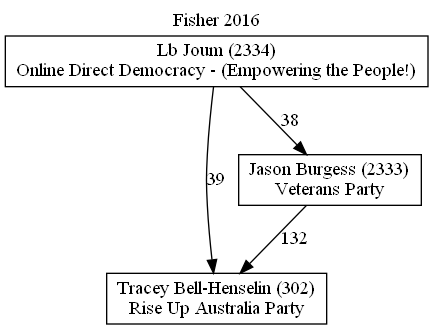 Fisher 2016
Lb Joum (2334)
Online Direct Democracy - (Empowering the People!)
38
Jason Burgess (2333)
Veterans Party
39
132
Tracey Bell-Henselin (302)
Rise Up Australia Party